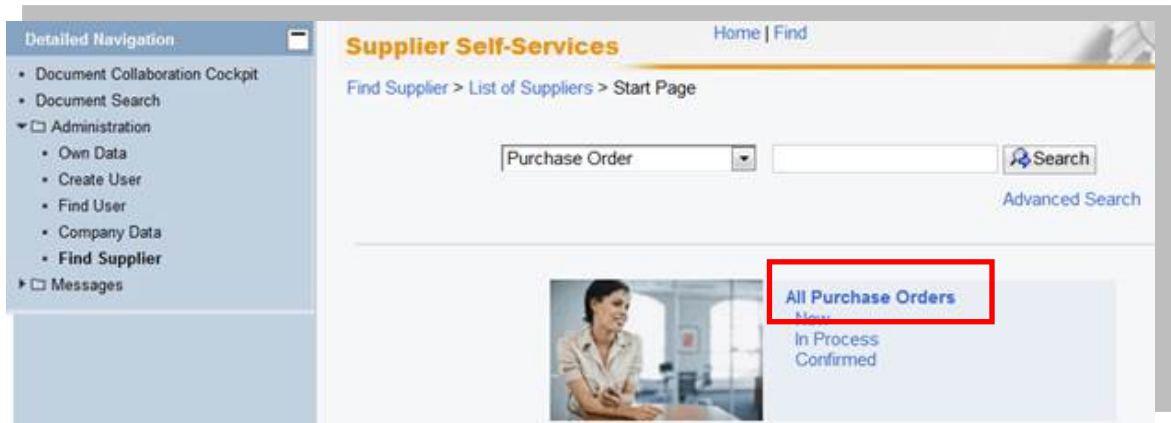 Detailed Navigation
Document Collaboration Cockpit
Document Search
Administration
Own Data
Create User
Find User
Company Data
Find Supplier
Messages
Home | Find
Supplier Self-Services
Find Supplier > List of Suppliers > Start Page
Purchase Order
Search
Advanced Search
All Purchase Orders
New
In Process
Confirmed